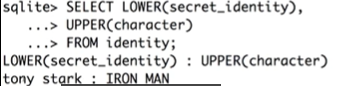 sqlite> SELECT LOWER(secret_identity),
...> UPPER(character)
...> FROM identity;
LOWER(secret_identity) : UPPER(character)
tony stark : IRON MAN